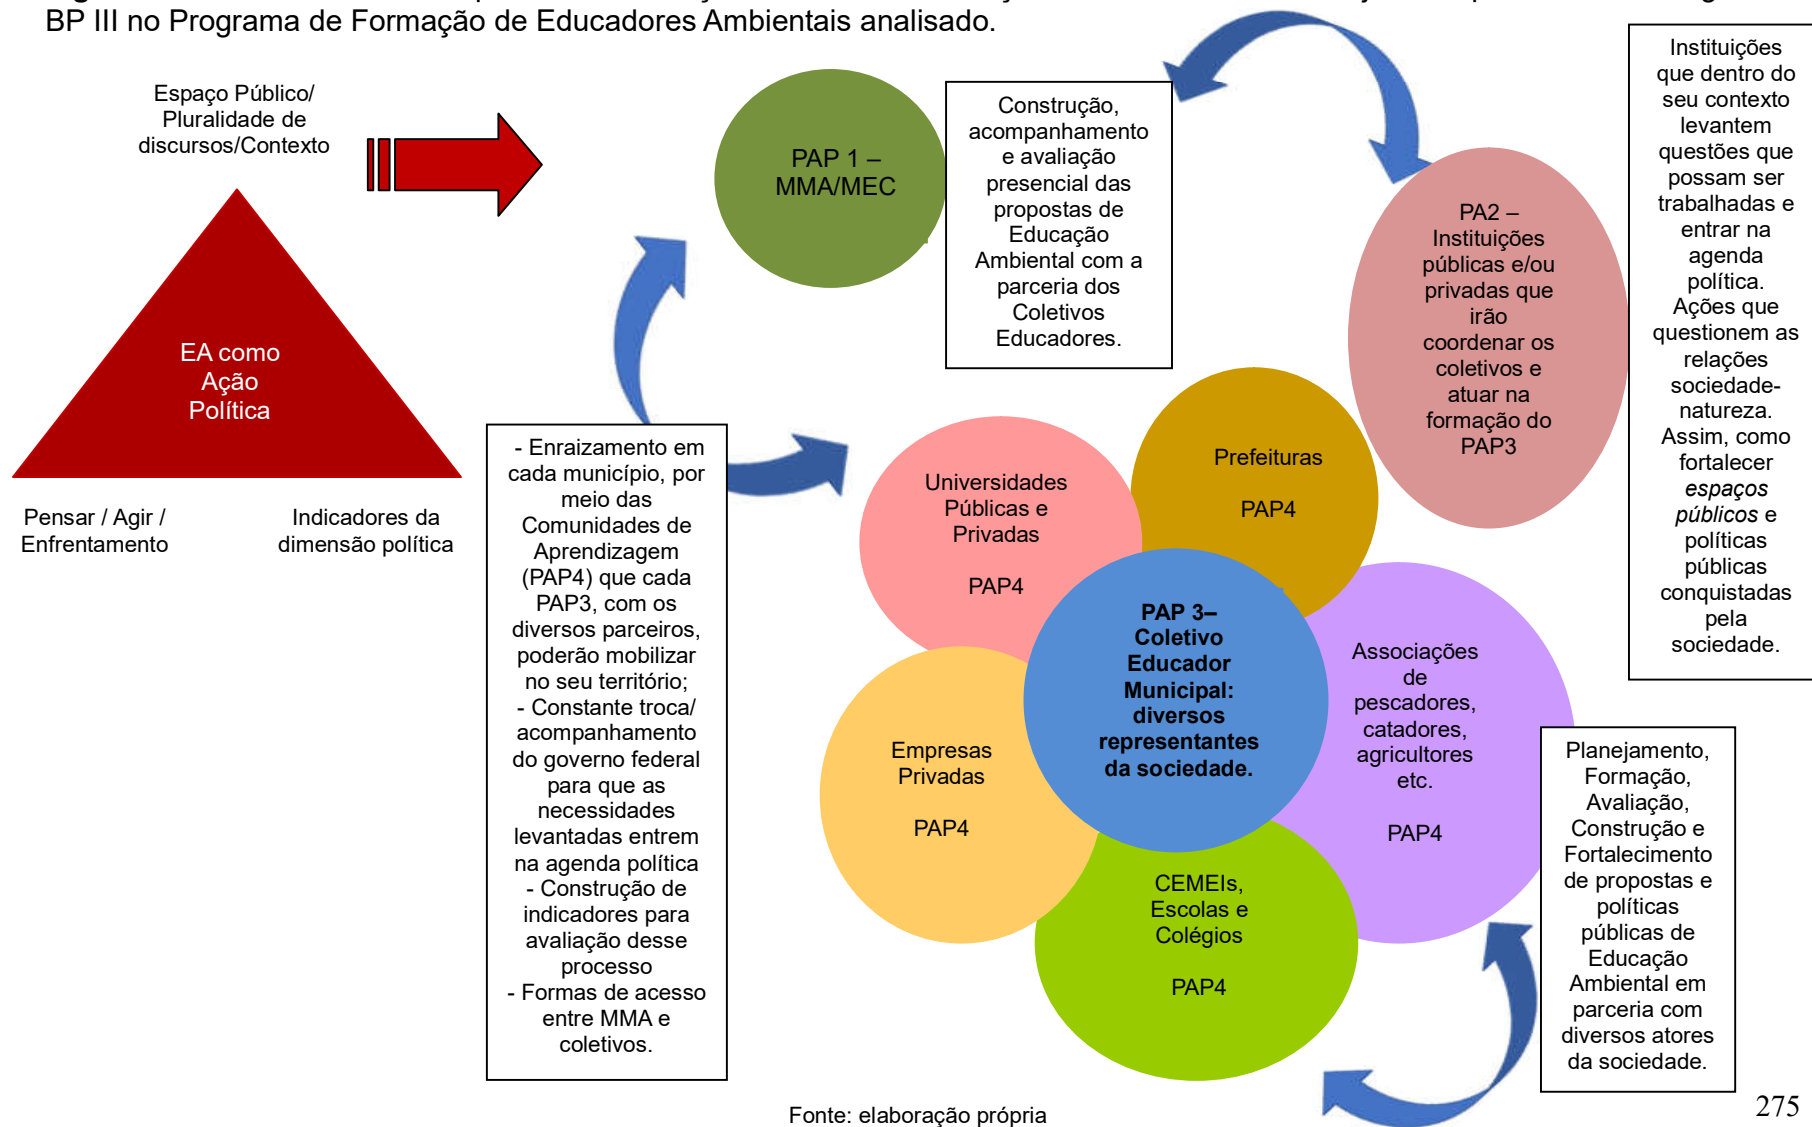 BP III no Programa de Formação de Educadores Ambientais analisado.
Espaço Público/
Pluralidade de
discursos/Contexto
EA como
Ação
Política
Pensar / Agir /
Enfrentamento
Indicadores da
dimensão política
- Enraizamento em
cada município, por
meio das
Comunidades de
Aprendizagem
(PAP4) que cada
PAP3, com os
diversos parceiros,
poderão mobilizar
no seu território;
- Constante troca/
acompanhamento
do governo federal
para que as
necessidades
levantadas entrem
na agenda política
- Construção de
indicadores para
avaliação desse
processo
- Formas de acesso
entre MMA e
coletivos.
PAP 1 –
MMA/MEC
Construção,
acompanhamento
e avaliação
presencial das
propostas de
Educação
Ambiental com a
parceria dos
Coletivos
Educadores.
PA2 –
Instituições
públicas e/ou
privadas que
irão
coordenar os
coletivos e
atuar na
formação do
PAP3
Instituições
que dentro do
seu contexto
levantem
questões que
possam ser
trabalhadas e
entrar na
agenda
política.
Ações que
questionem as
relações
sociedade-
natureza.
Assim, como
fortalecer
espaços
públicos e
políticas
públicas
conquistadas
pela
sociedade.
Universidades
Públicas e
Privadas
PAP4
Prefeituras
PAP4
PAP 3–
Coletivo
Educador
Municipal:
diversos
representantes
da sociedade.
Associações
de
pescadores,
catadores,
agricultores
etc.
PAP4
Empresas
Privadas
PAP4
CEMEIs,
Escolas e
Colégios
PAP4
Planejamento,
Formação,
Avaliação,
Construção e
Fortalecimento
de propostas e
políticas
públicas de
Educação
Ambiental em
parceria com
diversos atores
da sociedade.
Fonte: elaboração própria
275